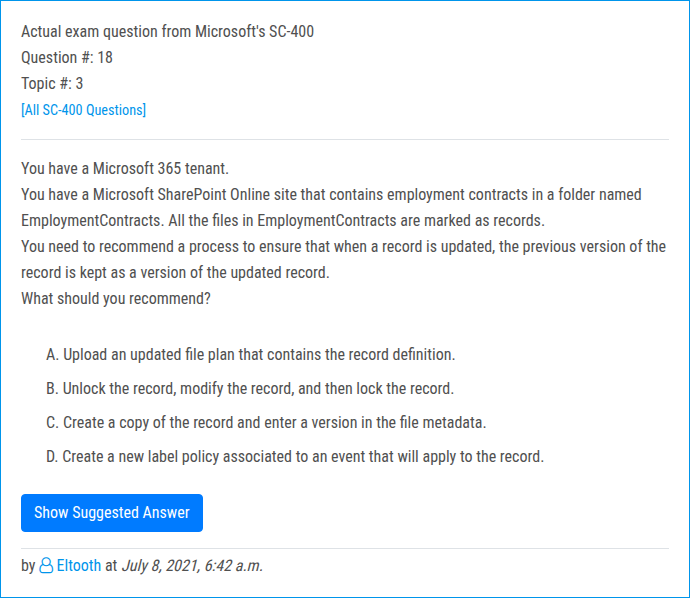 Actual exam question from Microsoft's SC-400
Question #: 18
Topic #: 3
[All SC-400 Questions]
You have a Microsoft 365 tenant.
You have a Microsoft SharePoint Online site that contains employment contracts in a folder named
EmploymentContracts. All the files in EmploymentContracts are marked as records.
You need to recommend a process to ensure that when a record is updated, the previous version of the
record is kept as a version of the updated record.
What should you recommend?
A. Upload an updated file plan that contains the record definition.
B. Unlock the record, modify the record, and then lock the record.
C. Create a copy of the record and enter a version in the file metadata.
D. Create a new label policy associated to an event that will apply to the record.
Show Suggested Answer
by Eltooth at July 8, 2021, 6:42 a.m.